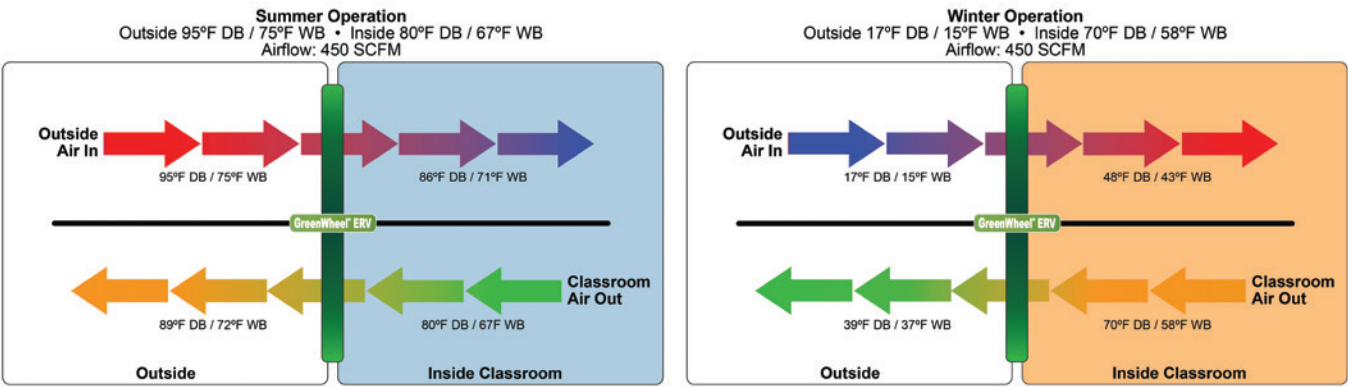 Summer Operation
Outside 95ºF DB / 75ºF WB • Inside 80ºF DB / 67ºF WB
Airflow: 450 SCFM
Outside
Air In
95ºF DB / 75ºF WB
86ºF DB / 71ºF WB
GreenWheel™ ERV
Classroom
Air Out
89ºF DB / 72ºF WB
80ºF DB / 67ºF WB
Outside
Inside Classroom
Winter Operation
Outside 17ºF DB / 15ºF WB • Inside 70ºF DB / 58ºF WB
Airflow: 450 SCFM
Outside
Air In
17ºF DB / 15ºF WB
48ºF DB / 43ºF WB
GreenWheel™ ERV
Classroom
Air Out
39ºF DB / 37ºF WB
70ºF DB / 58ºF WB
Outside
Inside Classroom